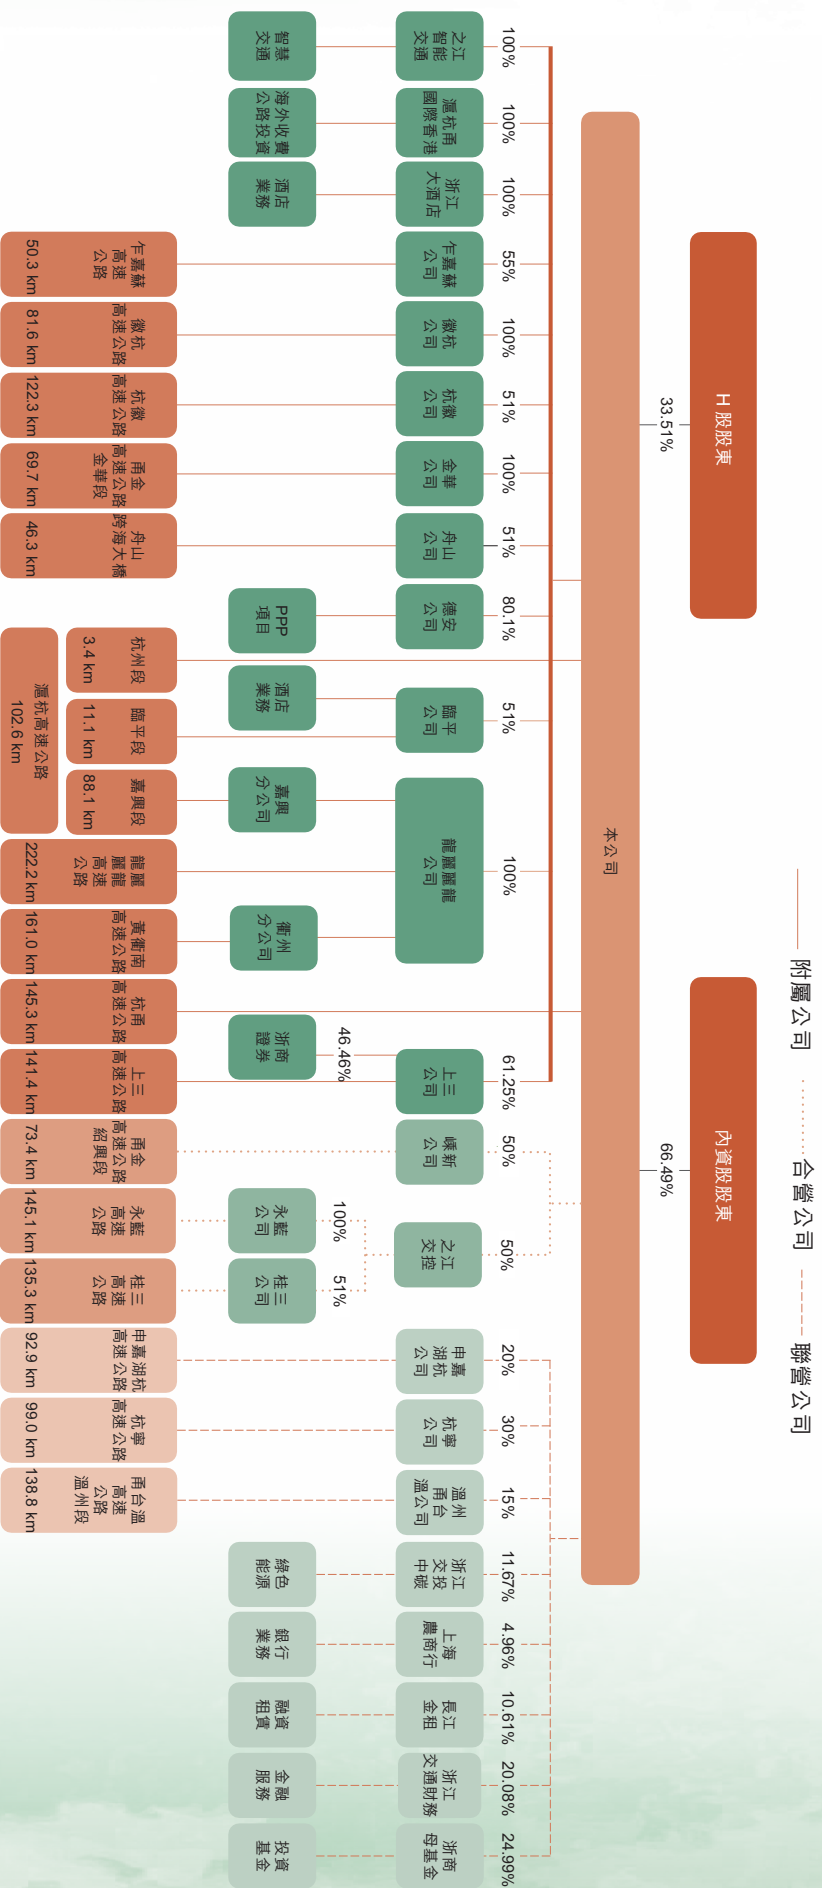 附屬公司
合營公司
聯營公司
H 股股東
內資股股東
33.51%
66.49%
本公司
100%
100%
100%
55%
100%
51%
100%
51%
80.1%
51%
100%
61.25%
50%
50%
20%
30%
15%
11.67%
4.96%
10.61%
20.08%
24.99%
之江
智能
交通
滬杭甬
國際香港
浙江
大酒店
乍嘉蘇
公司
徽杭
公司
杭徽
公司
金華
公司
舟山
公司
德安
公司
臨平
公司
龍麗麗龍
公司
上三
公司
嵊新
公司
之江
交控
申嘉
湖杭
公司
杭寧
公司
溫州
甬台
溫公司
浙江
交投
中碳
上海
農商行
長江
金租
浙江
交通財務
浙商
母基金
46.46%
100%
51%
智慧
交通
海外收費
公路投資
酒店
業務
PPP
項目
酒店
業務
嘉興
分公司
衢州
分公司
浙商
證券
永藍
公司
桂三
公司
綠色
能源
銀行
業務
融資
租賃
金融
服務
投資
基金
乍嘉蘇
高速
公路
50.3 km
徽杭
高速公路
81.6 km
杭徽
高速公路
122.3 km
甬金
高速公路
金華段
69.7 km
舟山
跨海大橋
46.3 km
杭州段
3.4 km
臨平段
11.1 km
嘉興段
88.1 km
滬杭高速公路
102.6 km
龍麗
麗龍
高速
公路
222.2 km
黃衢南
高速公路
161.0 km
杭甬
高速公路
145.3 km
上三
高速公路
141.4 km
甬金
高速公路
紹興段
73.4 km
永藍
高速
公路
145.1 km
桂三
高速
公路
135.3 km
申嘉湖杭
高速公路
92.9 km
杭寧
高速公路
99.0 km
甬台溫
高速
公路
溫州段
138.8 km